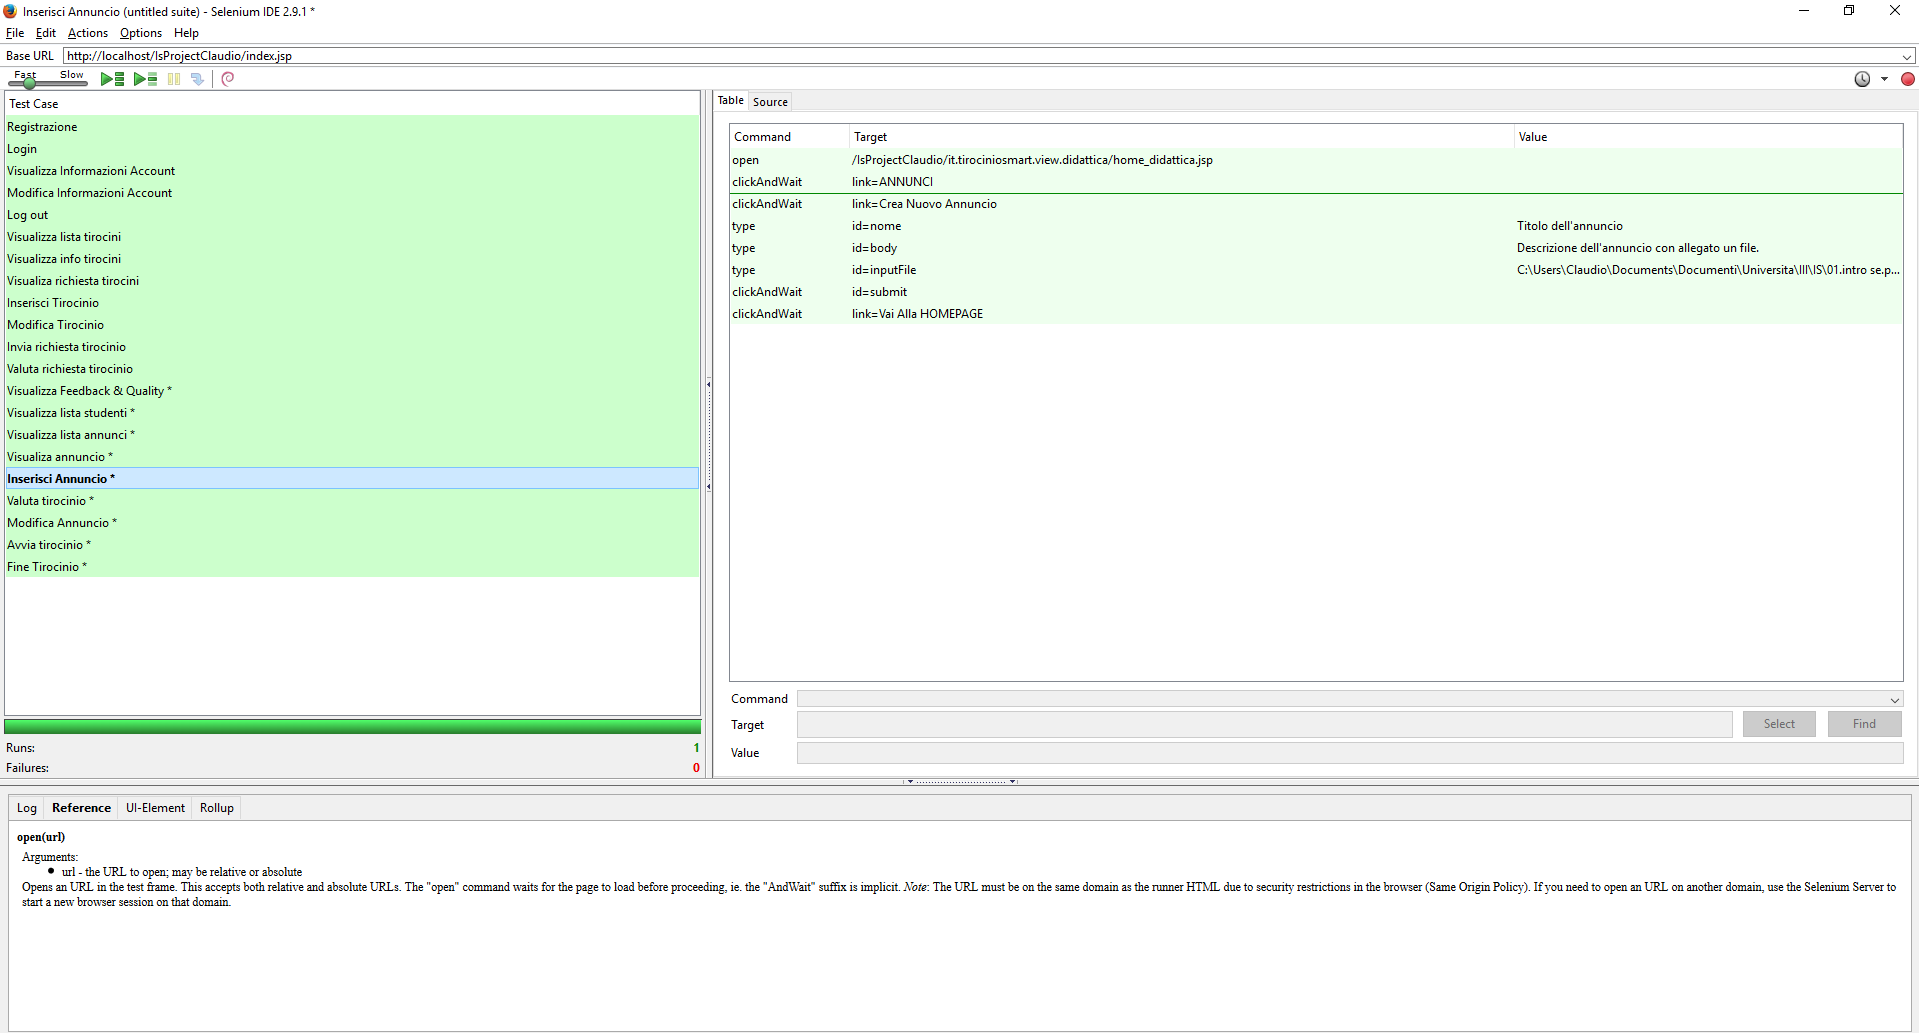 Inserisci Annuncio (untitled suite) - Selenium IDE 2.9.1 *
File Edit Actions Options Help
Base URL http://localhost/IsProjectClaudio/index.jsp
Fast Slow
Test Case
Registrazione
Login
Visualizza Informazioni Account
Modifica Informazioni Account
Log out
Visualizza lista tirocini
Visualizza info tirocini
Visualiza richiesta tirocini
Inserisci Tirocinio
Modifica Tirocinio
Invia richiesta tirocinio
Valuta richiesta tirocinio
Visualizza Feedback & Quality *
Visualizza lista studenti *
Visualizza lista annunci *
Visualiza annuncio *
Inserisci Annuncio *
Valuta tirocinio *
Modifica Annuncio *
Avvia tirocinio *
Fine Tirocinio *
Runs: 1
Failures: 0
Table Source
Command Target Value
open /IsProjectClaudio/it.tirociniosmart.view.didattica/home_didattica.jsp
clickAndWait link=ANNUNCI
clickAndWait link=Crea Nuovo Annuncio
type id=nome Titolo dell'annuncio
type id=body Descrizione dell'annuncio con allegato un file.
type id=inputFile C:\Users\Claudio\Documents\Documenti\Universita\III\IS\01.intro se.p...
clickAndWait id=submit
clickAndWait link=Vai Alla HOMEPAGE
Command
Target Select Find
Value
Log Reference UI-Element Rollup
open(url)
Arguments:
• url - the URL to open; may be relative or absolute
Opens an URL in the test frame. This accepts both relative and absolute URLs. The "open" command waits for the page to load before proceeding, ie. the "AndWait" suffix is implicit. Note: The URL must be on the same domain as the runner HTML due to security restrictions in the browser (Same Origin Policy). If you need to open an URL on another domain, use the Selenium Server to
start a new browser session on that domain.